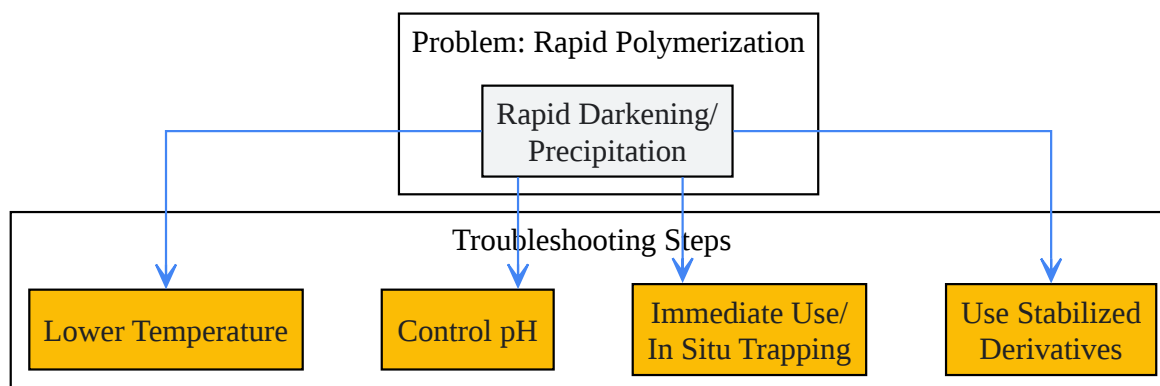 Problem: Rapid Polymerization
Rapid Darkening/
Precipitation
Troubleshooting Steps
Lower Temperature
Control pH
Immediate Use/
In Situ Trapping
Use Stabilized
Derivatives